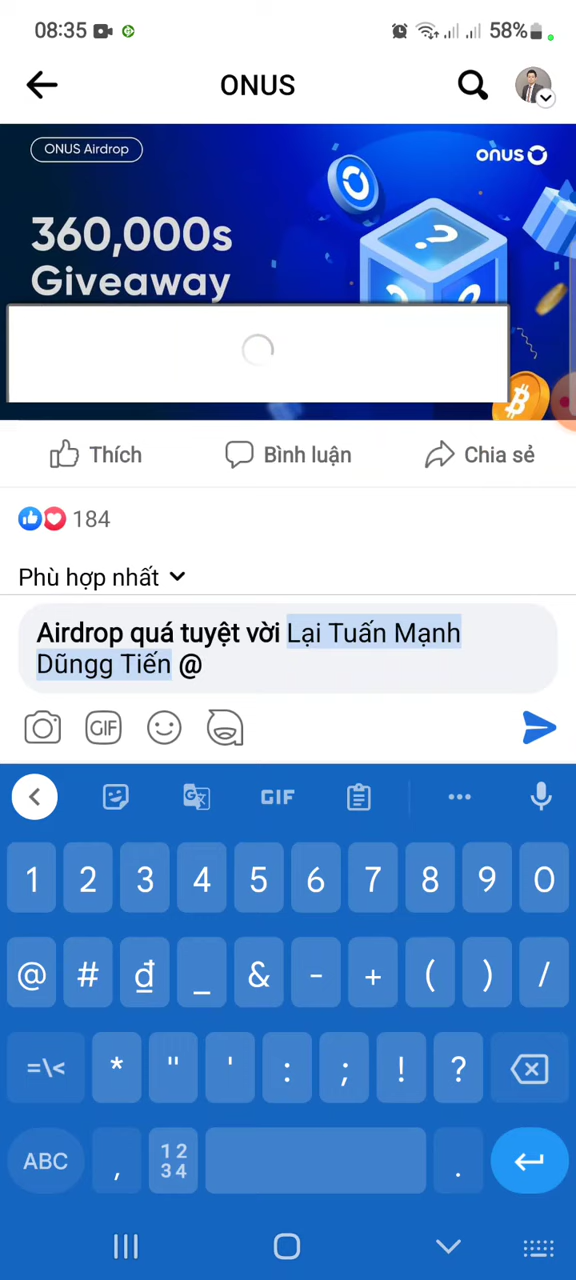 08:35
58%
ONUS
ONUS Airdrop
onus
360,000s
Giveaway
Thích
Bình luận
Chia sẻ
184
Phù hợp nhất
Airdrop quá tuyệt vời Lại Tuấn Mạnh
Dũngg Tiến @
GIF
GIF
1 2 3 4 5 6 7 8 9 0
@ # ₫ _ & - + ( ) /
=\< * " ' : ; ! ?
ABC , 12 .
34